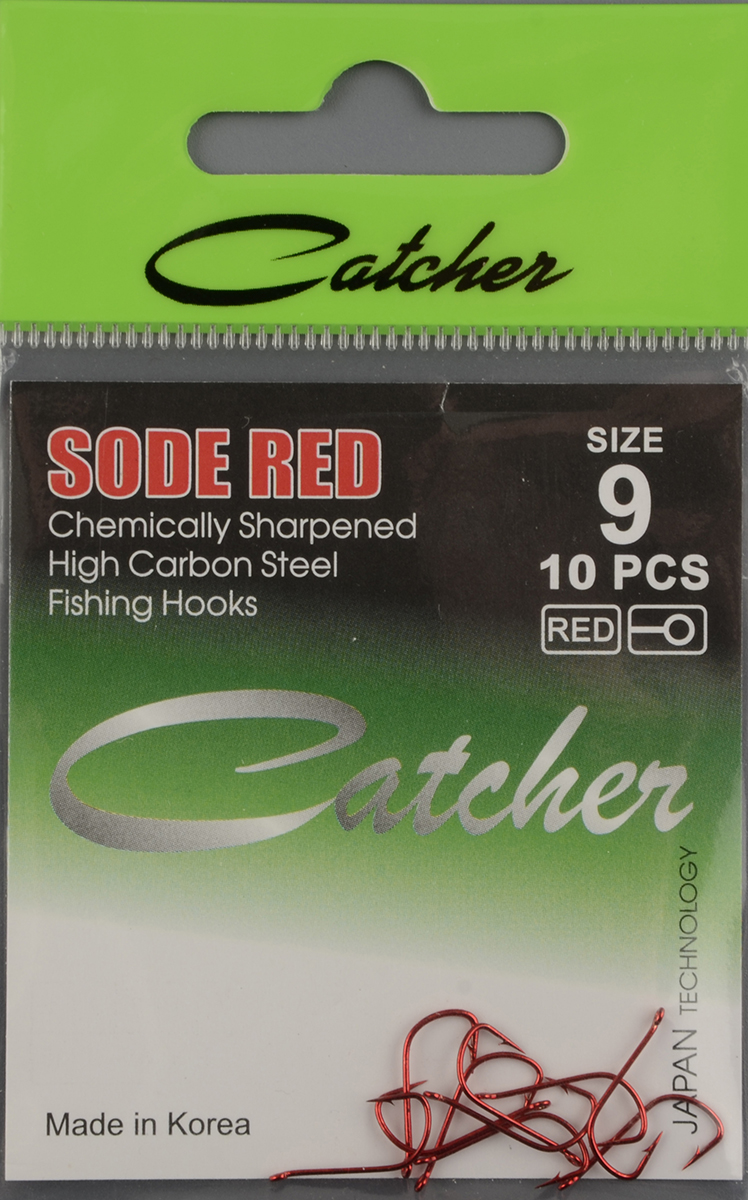 Catcher
SODE RED
Chemically Sharpened
High Carbon Steel
Fishing Hooks
SIZE
9
10 PCS
RED
Catcher
JAPAN TECHNOLOGY
Made in Korea